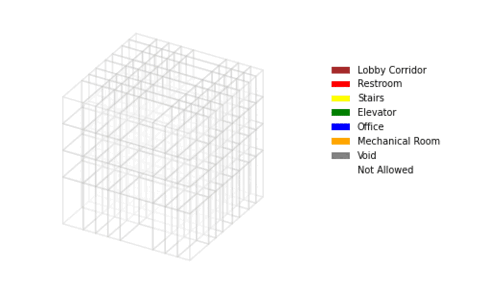 Lobby Corridor
Restroom
Stairs
Elevator
Office
Mechanical Room
Void
Not Allowed